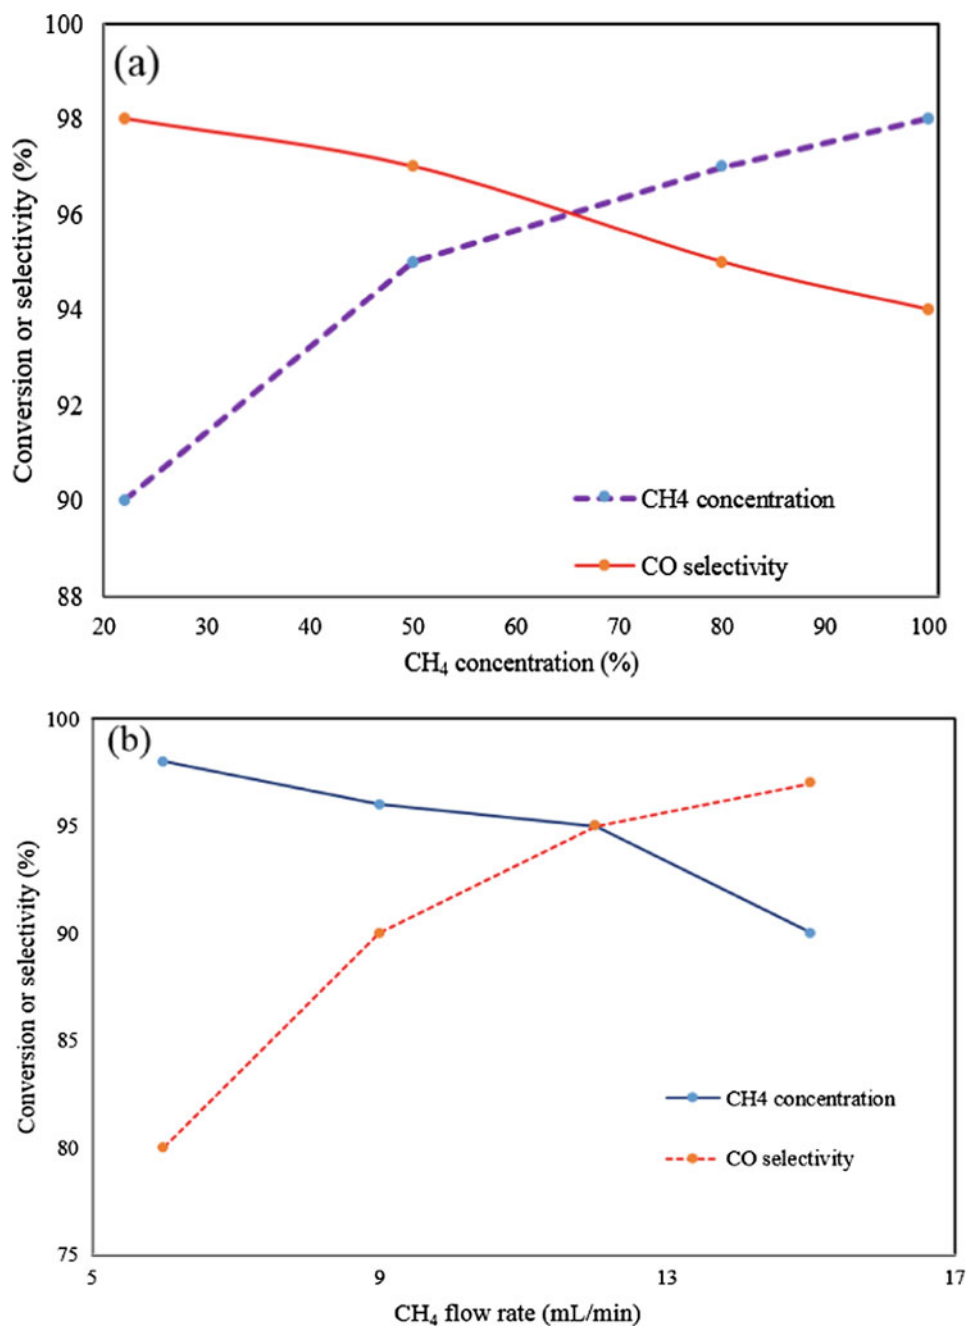 (a)
100
98
96
94
92
90
88
Conversion or selectivity (%)
CH4 concentration
CO selectivity
20 30 40 50 60 70 80 90 100
CH₄ concentration (%)
(b)
100
95
90
85
80
75
Conversion or selectivity (%)
CH4 concentration
CO selectivity
5 9 13 17
CH₄ flow rate (mL/min)